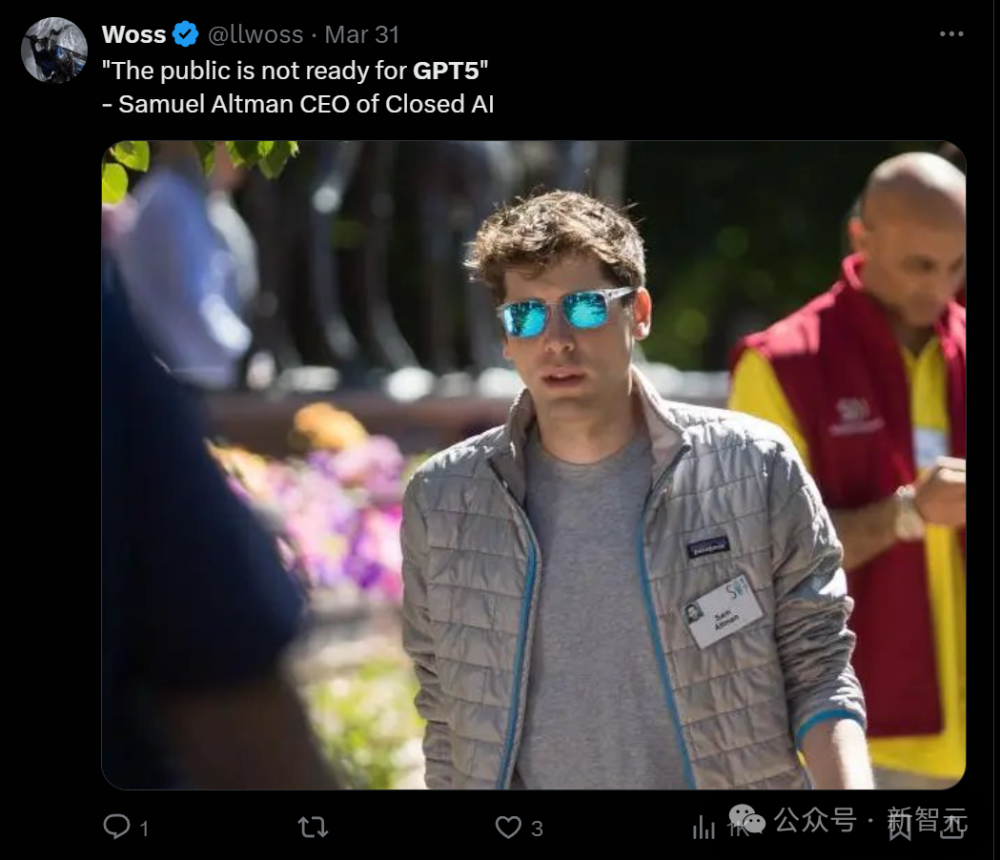 Woss @llwoss · Mar 31
"The public is not ready for GPT5"
– Samuel Altman CEO of Closed AI
patagonia
Sam
Altman
1
3
公众号 · 新智元